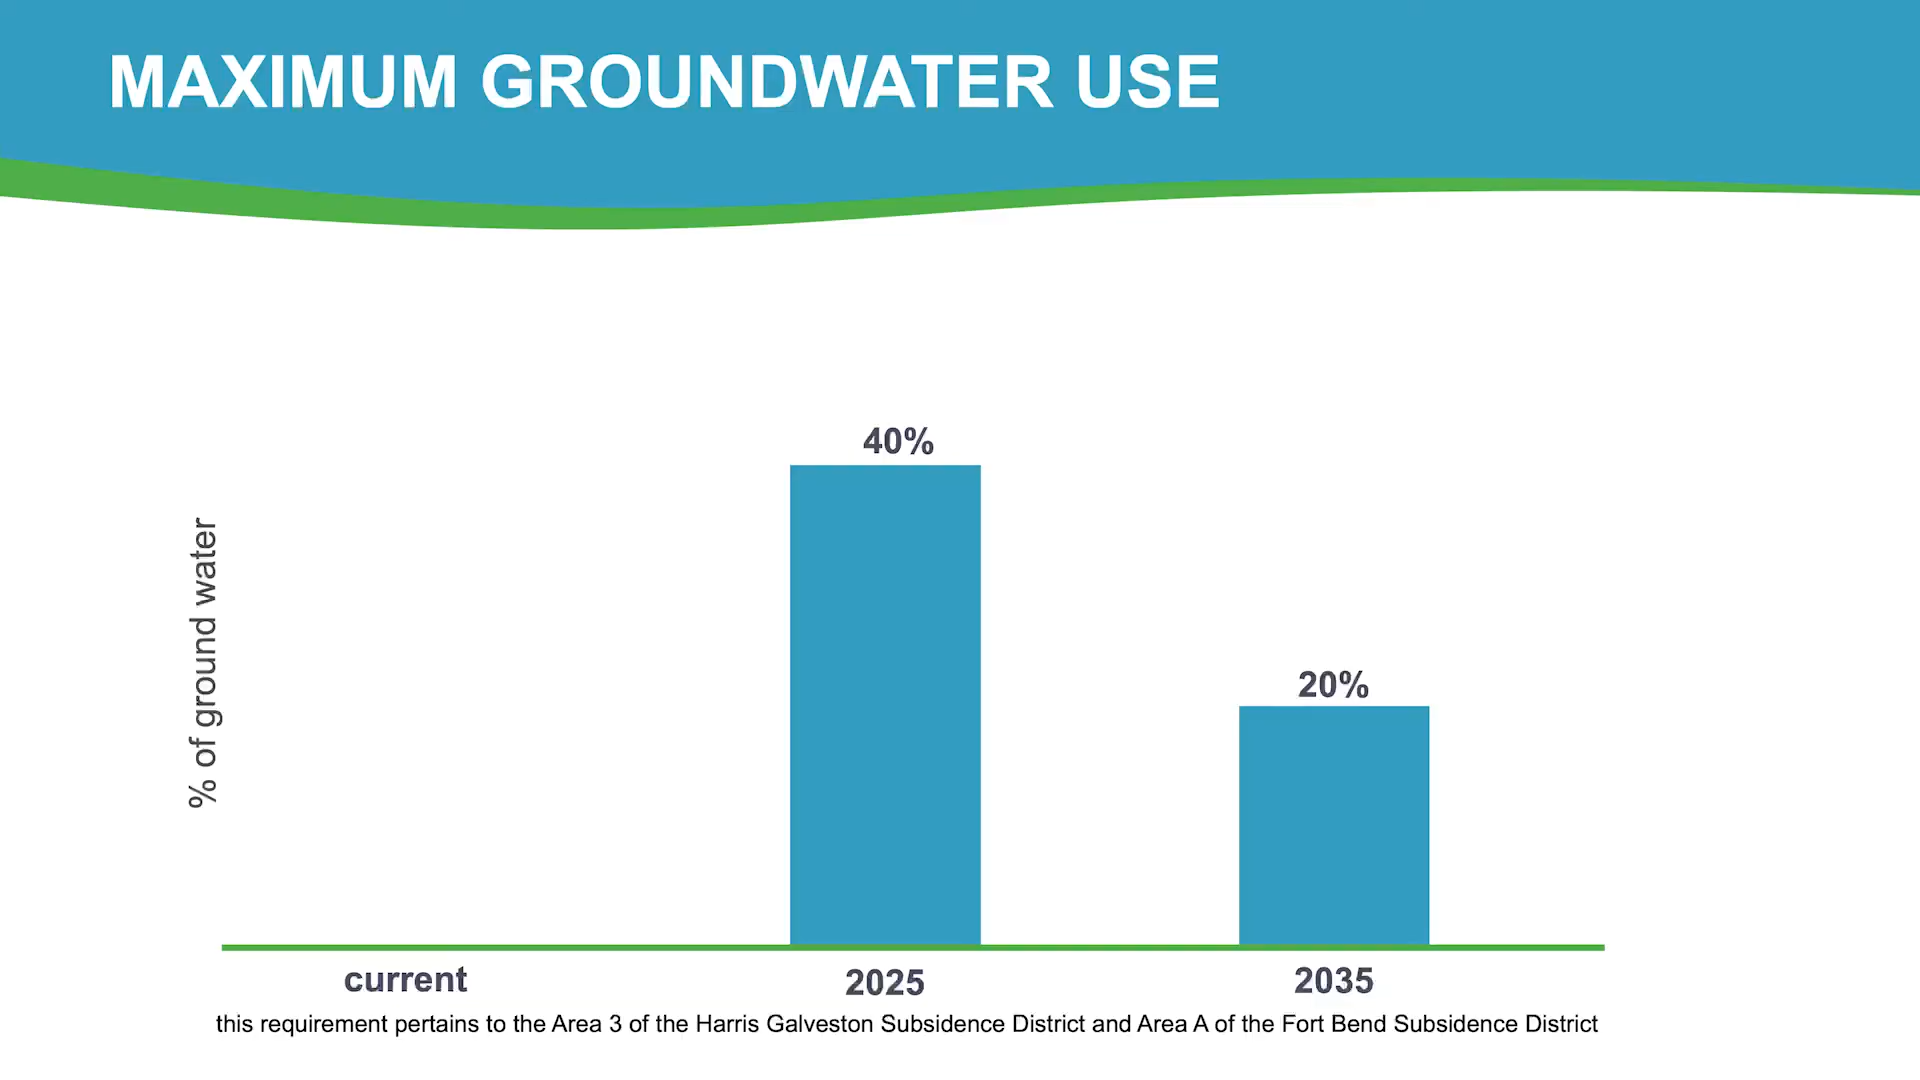 MAXIMUM GROUNDWATER USE
40%
20%
% of ground water
current
2025
2035
this requirement pertains to the Area 3 of the Harris Galveston Subsidence District and Area A of the Fort Bend Subsidence District